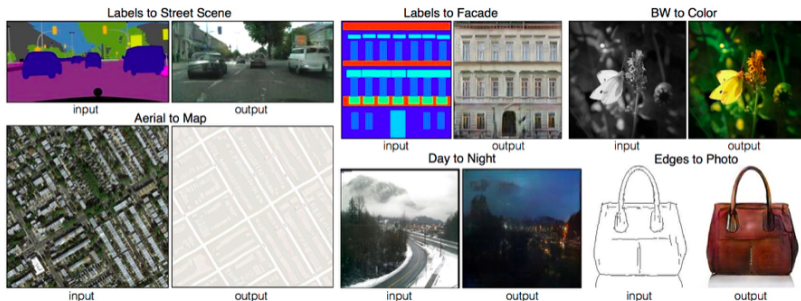 Labels to Street Scene
input
output
Aerial to Map
input
output
Labels to Facade
input
output
BW to Color
input
output
Day to Night
input
output
Edges to Photo
input
output